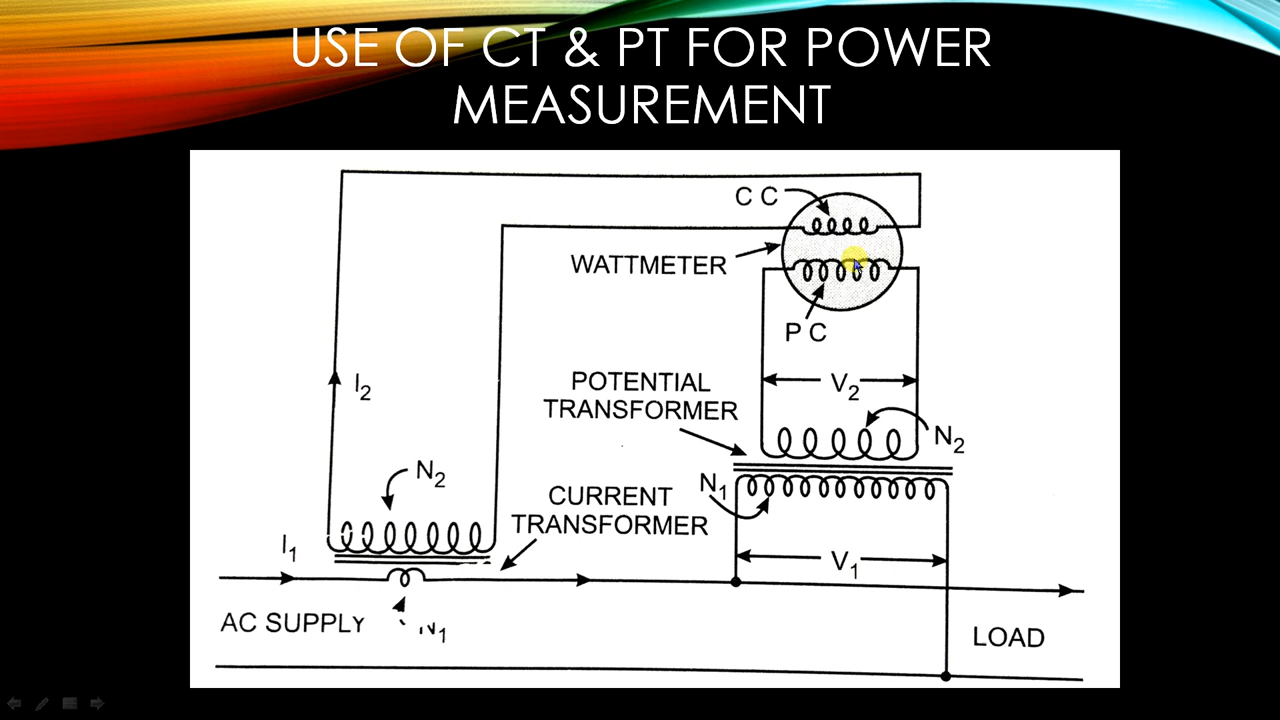 USE OF CT & PT FOR POWER
MEASUREMENT
C C
WATTMETER
P C
I2
POTENTIAL
TRANSFORMER
V2
N2
N2
N1
CURRENT
TRANSFORMER
I1
V1
AC SUPPLY
N1
LOAD